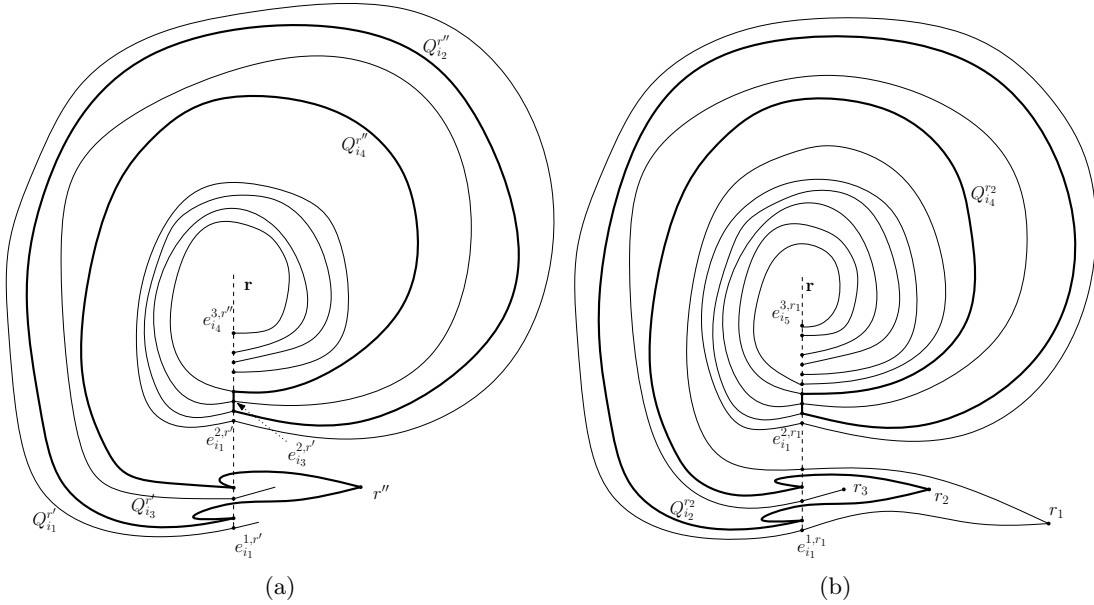 Q_{i_2}^{r''}
Q_{i_4}^{r''}
r
e_{i_4}^{3,r''}
e_{i_1}^{2,r'}
e_{i_3}^{2,r'}
Q_{i_3}^{r'}
r''
Q_{i_1}^{r'}
e_{i_1}^{1,r'}
(a)
Q_{i_4}^{r_2}
r
e_{i_5}^{3,r_1}
e_{i_1}^{2,r_1}
Q_{i_2}^{r_2}
r_3
r_2
r_1
e_{i_1}^{1,r_1}
(b)